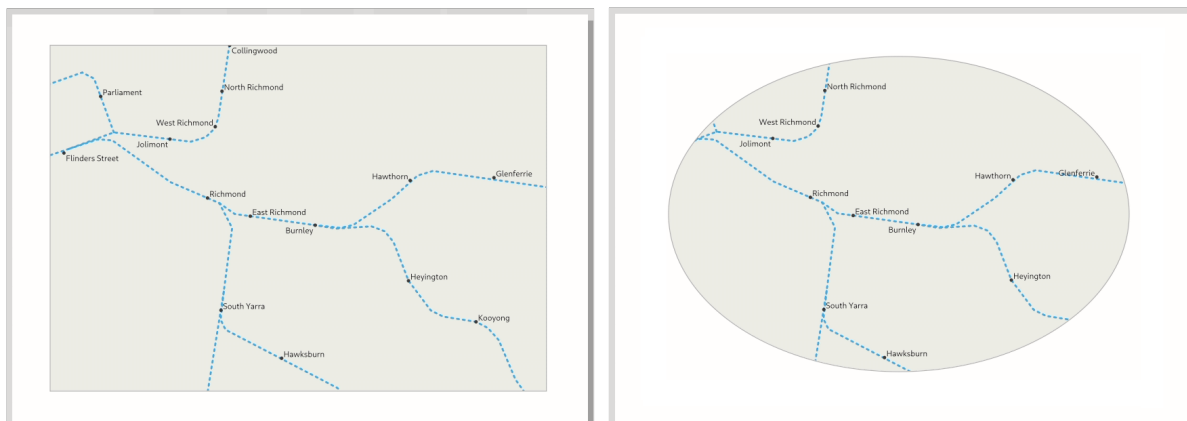 Collingwood
North Richmond
Parliament
West Richmond
Jolimont
Flinders Street
Hawthorn
Glenferrie
Richmond
East Richmond
Burnley
Heyington
South Yarra
Kooyong
Hawksburn
North Richmond
West Richmond
Jolimont
Hawthorn
Glenferrie
Richmond
East Richmond
Burnley
Heyington
South Yarra
Hawksburn